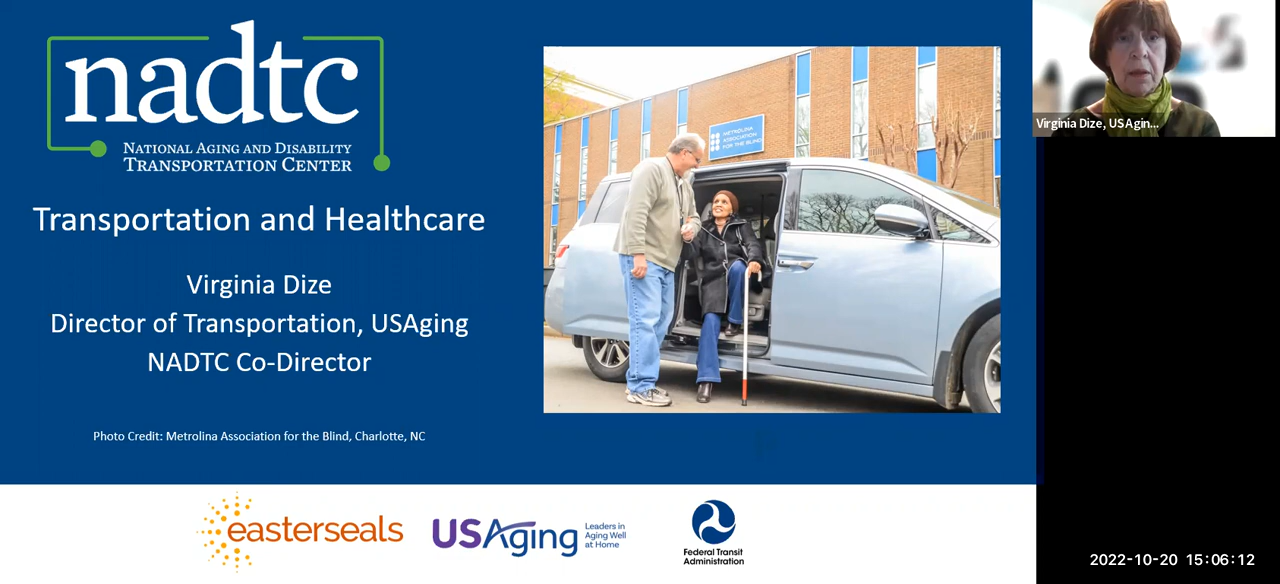 nadtc
NATIONAL AGING AND DISABILITY
TRANSPORTATION CENTER
Transportation and Healthcare
Virginia Dize
Director of Transportation, USAging
NADTC Co-Director
Photo Credit: Metrolina Association for the Blind, Charlotte, NC
METROLINA
ASSOCIATION
FOR THE BLIND
Virginia Dize, USAgin...
easterseals
USAging
Leaders in
Aging Well
at Home
Federal Transit
Administration
2022-10-20 15:06:12